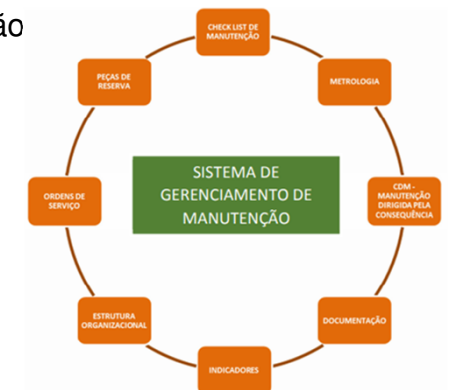 ão
CHECK LIST DE
MANUTENÇÃO
METROLOGIA
CDM -
MANUTENÇÃO
DIRIGIDA PELA
CONSEQUÊNCIA
DOCUMENTAÇÃO
INDICADORES
ESTRUTURA
ORGANIZACIONAL
ORDENS DE
SERVIÇO
PEÇAS DE
RESERVA
SISTEMA DE
GERENCIAMENTO DE
MANUTENÇÃO